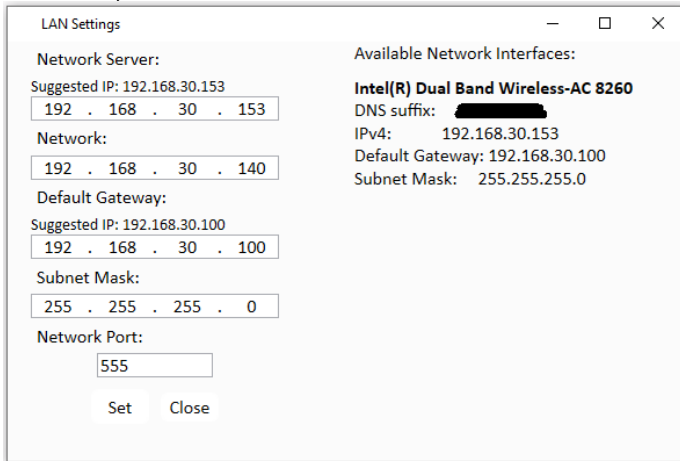 LAN Settings
Network Server:
Suggested IP: 192.168.30.153
192 . 168 . 30 . 153
Network:
192 . 168 . 30 . 140
Default Gateway:
Suggested IP: 192.168.30.100
192 . 168 . 30 . 100
Subnet Mask:
255 . 255 . 255 . 0
Network Port:
555
Set Close
Available Network Interfaces:
Intel(R) Dual Band Wireless-AC 8260
DNS suffix:
IPv4: 192.168.30.153
Default Gateway: 192.168.30.100
Subnet Mask: 255.255.255.0